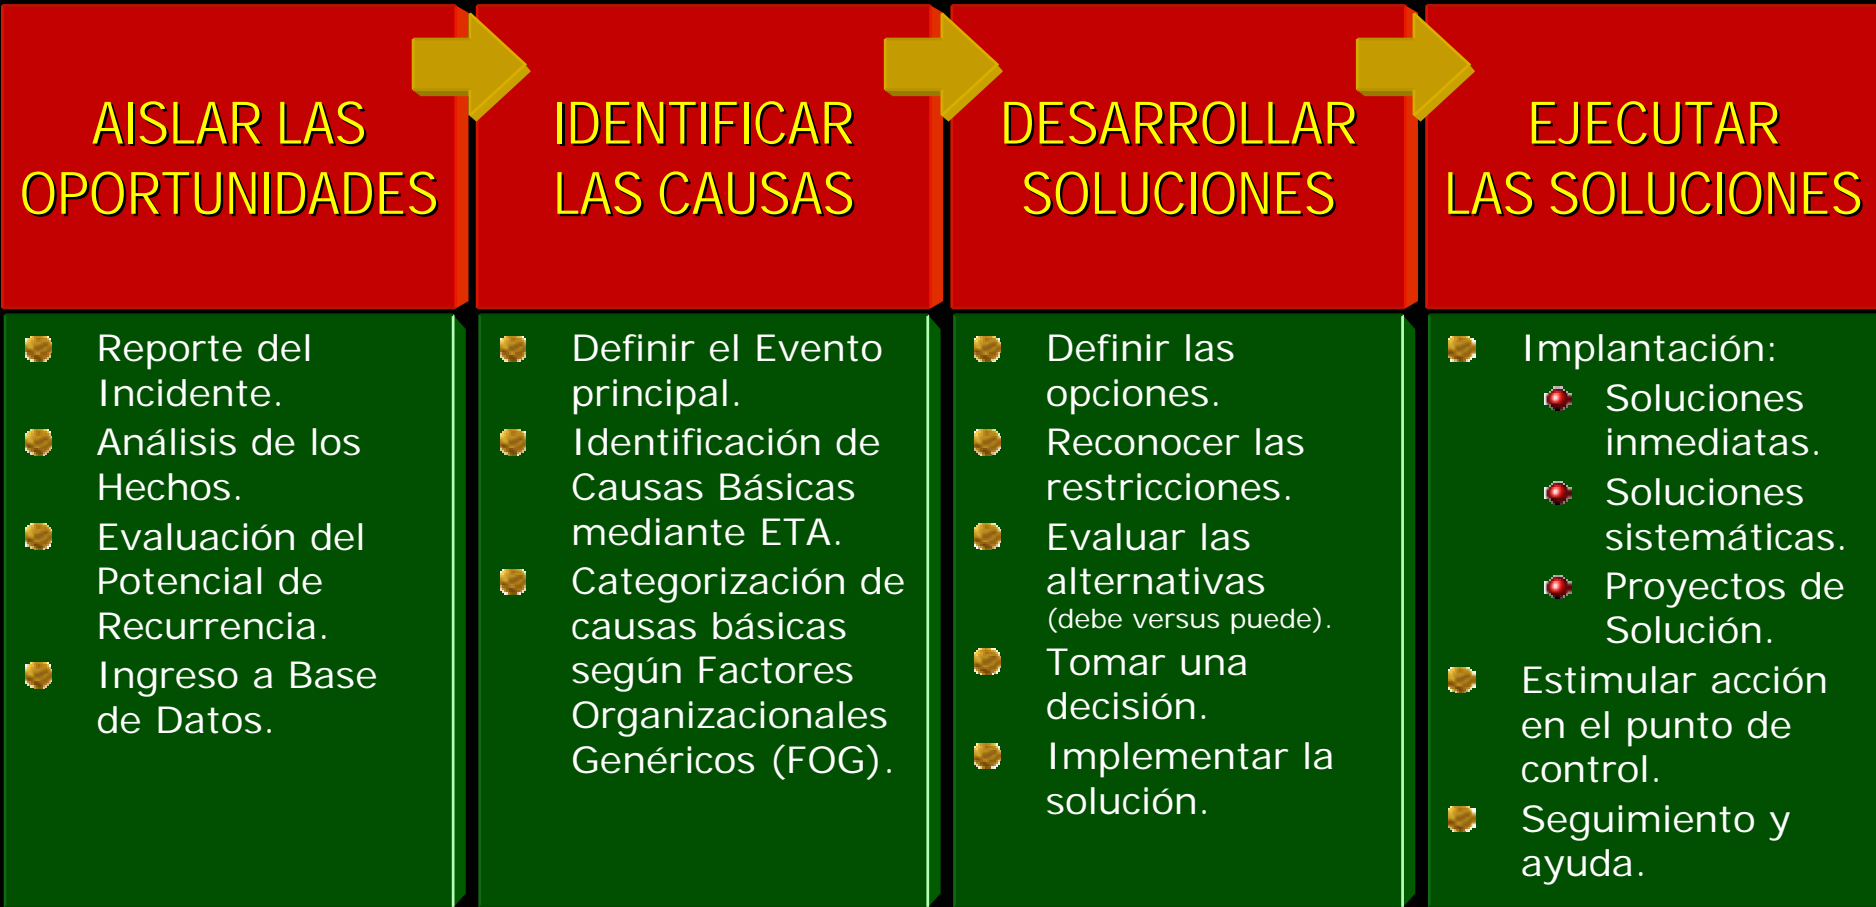 AISLAR LAS
OPORTUNIDADES
Reporte del
Incidente.
Análisis de los
Hechos.
Evaluación del
Potencial de
Recurrencia.
Ingreso a Base
de Datos.
IDENTIFICAR
LAS CAUSAS
Definir el Evento
principal.
Identificación de
Causas Básicas
mediante ETA.
Categorización de
causas básicas
según Factores
Organizacionales
Genéricos (FOG).
DESARROLLAR
SOLUCIONES
Definir las
opciones.
Reconocer las
restricciones.
Evaluar las
alternativas
(debe versus puede).
Tomar una
decisión.
Implementar la
solución.
EJECUTAR
LAS SOLUCIONES
Implantación:
Soluciones
inmediatas.
Soluciones
sistemáticas.
Proyectos de
Solución.
Estimular acción
en el punto de
control.
Seguimiento y
ayuda.